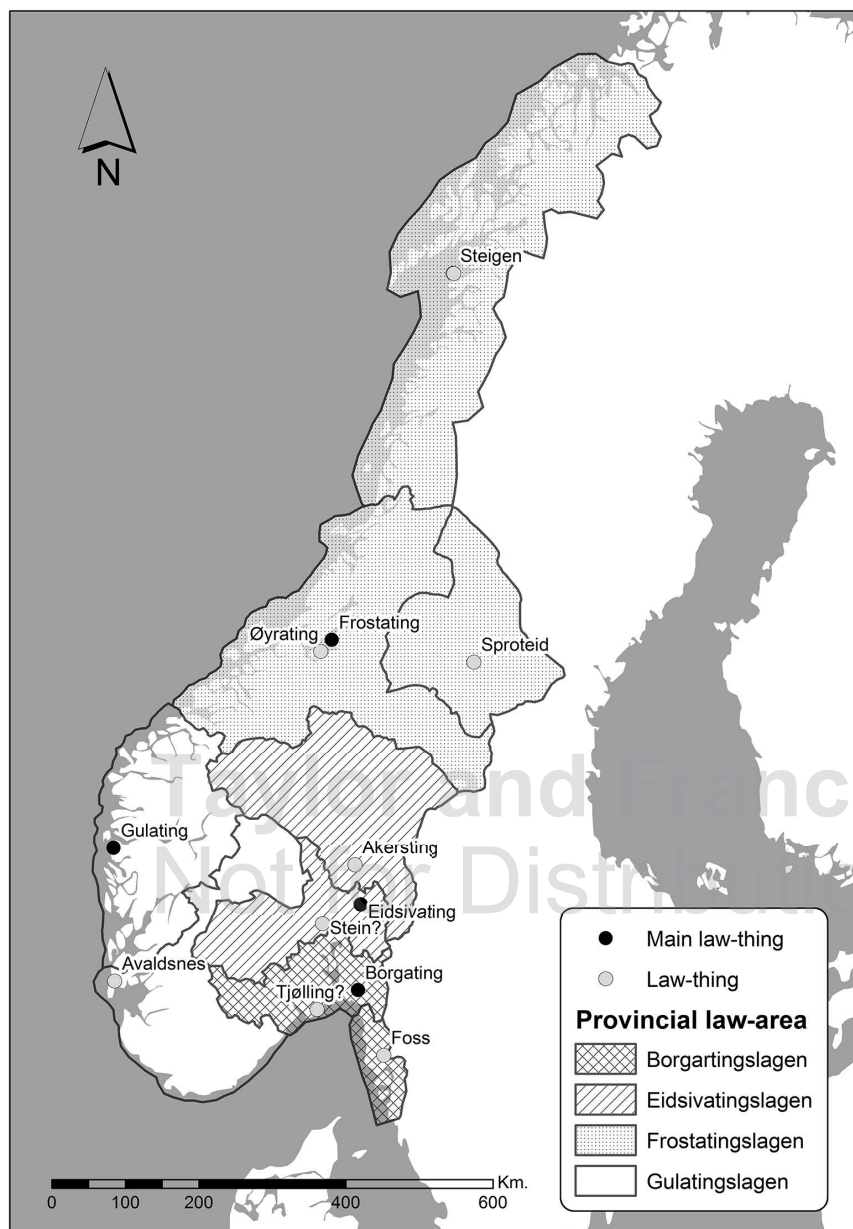 N
Steigen
Frostating
Øyrating
Sproteid
Gulating
Akersting
Eidsivating
Stein?
Avaldsnes
Borgating
Tjølling?
Foss
Taylor and Franc
Not for Distributio
Main law-thing
Law-thing
Provincial law-area
Borgartingslagen
Eidsivatingslagen
Frostatingslagen
Gulatingslagen
Km.
0 100 200 400 600